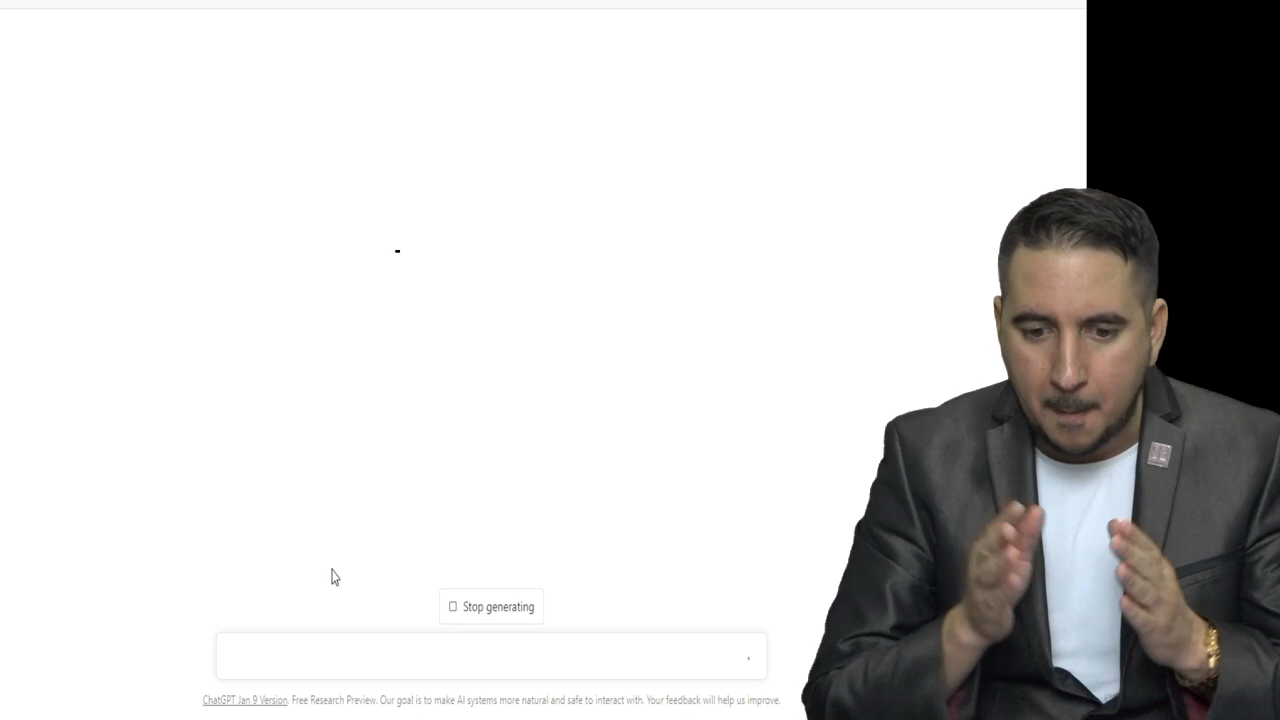 Stop generating
ChatGPT Jan 9 Version. Free Research Preview. Our goal is to make AI systems more natural and safe to interact with. Your feedback will help us improve.